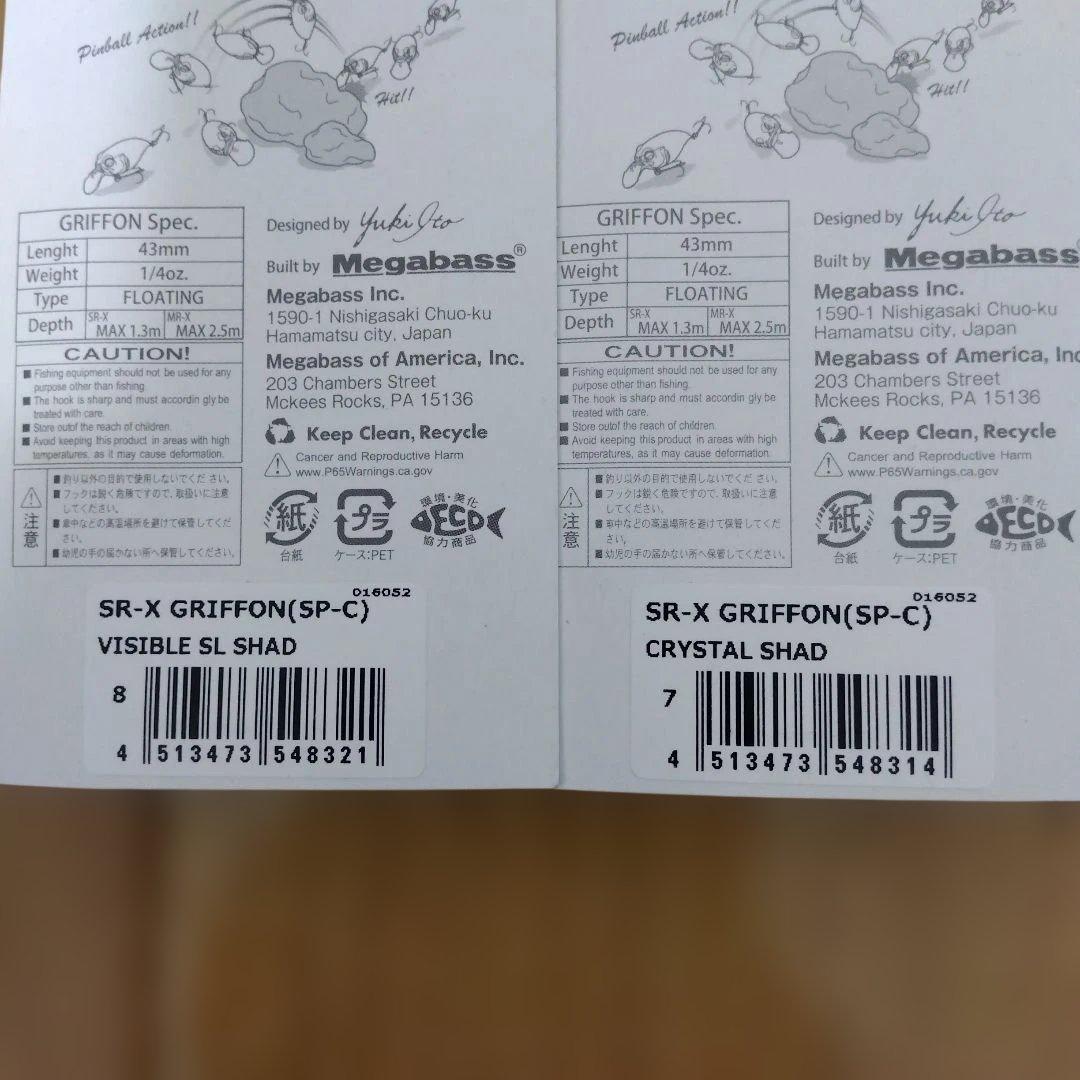 Pinball Action!!
Hit!!
GRIFFON Spec.
Lenght 43mm
Weight 1/4oz.
Type FLOATING
Depth SR-X MAX 1.3m MR-X MAX 2.5m
CAUTION!
■ Fishing equipment should not be used for any
purpose other than fishing.
■ The hook is sharp and must accordin gly be
treated with care.
■ Store outof the reach of children.
■ Avoid keeping this product in areas with high
temperatures, as it may cause deformation.
注意
■ 釣り以外の目的で使用しないでくだ さい。
■ フックは鋭く危険ですので、取扱いに注意
してください。
■ 車中などの高温場所を避けて保管してくだ
さい。
■ 幼児の手の届かない所へ保管してください。
Designed by Yuki Ito
Built by Megabass®
Megabass Inc.
1590-1 Nishigasaki Chuo-ku
Hamamatsu city, Japan
Megabass of America, Inc.
203 Chambers Street
Mckees Rocks, PA 15136
Keep Clean, Recycle
Cancer and Reproductive Harm
www.P65Warnings.ca.gov
紙
台紙
プラ
ケース:PET
環境・美化
ECO
協力商品
016052
SR-X GRIFFON(SP-C)
VISIBLE SL SHAD
8
4 513473 548321
Pinball Action!!
Hit!!
GRIFFON Spec.
Lenght 43mm
Weight 1/4oz.
Type FLOATING
Depth SR-X MAX 1.3m MR-X MAX 2.5m
CAUTION!
■ Fishing equipment should not be used for any
purpose other than fishing.
■ The hook is sharp and must accordin gly be
treated with care.
■ Store outof the reach of children.
■ Avoid keeping this product in areas with high
temperatures, as it may cause deformation.
注意
■ 釣り以外の目的で使用しないでくだ さい。
■ フックは鋭く危険ですので、取扱いに注意
してください。
■ 車中などの高温場所を避けて保管してくだ
さい。
■ 幼児の手の届かない所へ保管してください。
Designed by Yuki Ito
Built by Megabass
Megabass Inc.
1590-1 Nishigasaki Chuo-ku
Hamamatsu city, Japan
Megabass of America, Inc
203 Chambers Street
Mckees Rocks, PA 15136
Keep Clean, Recycle
Cancer and Reproductive Harm
www.P65Warnings.ca.gov
紙
台紙
プラ
ケース:PET
環境・美化
ECO
協力商品
016052
SR-X GRIFFON(SP-C)
CRYSTAL SHAD
7
4 513473 548314